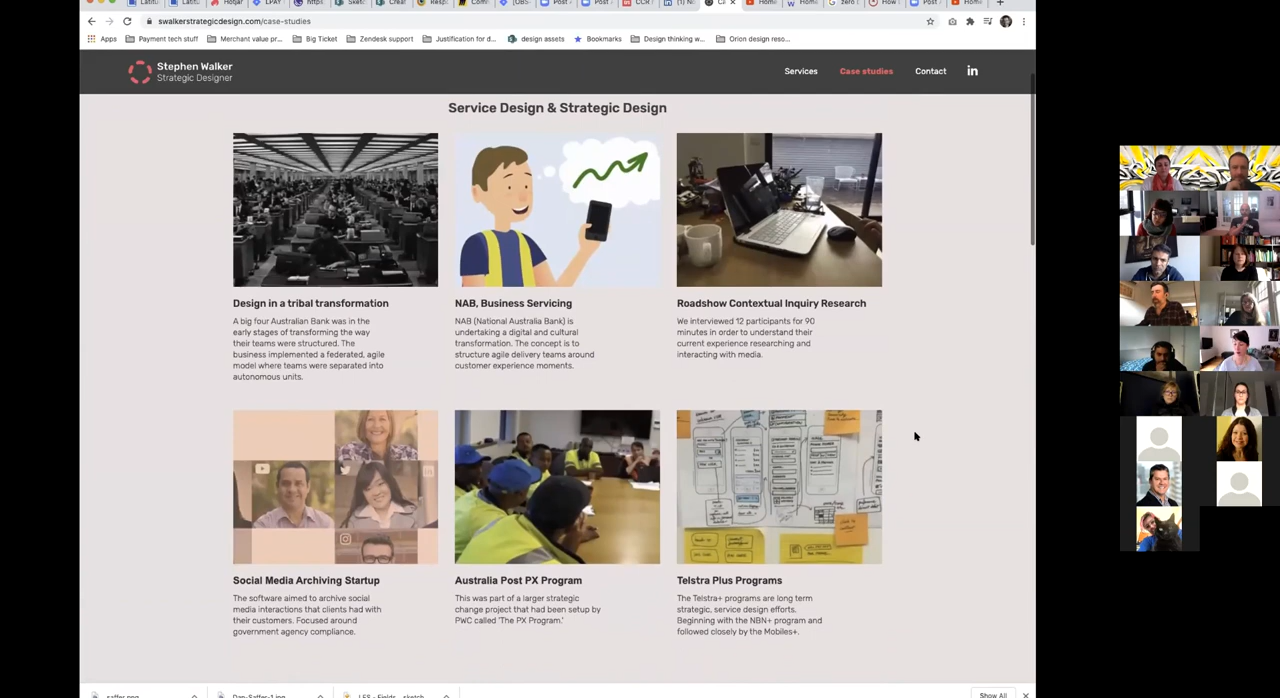 swalkerstrategicdesign.com/case-studies
Apps Payment tech stuff Merchant value pr... Big Ticket Zendesk support Justification for d... design assets Bookmarks Design thinking w... Orion design reso...
Stephen Walker
Strategic Designer
Services Case studies Contact in
Service Design & Strategic Design
Design in a tribal transformation
A big four Australian Bank was in the
early stages of transforming the way
their teams were structured. The
business implemented a federated, agile
model where teams were separated into
autonomous units.
NAB, Business Servicing
NAB (National Australia Bank) is
undertaking a digital and cultural
transformation. The concept is to
structure agile delivery teams around
customer experience moments.
Roadshow Contextual Inquiry Research
We interviewed 12 participants for 90
minutes in order to understand their
current experience researching and
interacting with media.
Social Media Archiving Startup
The software aimed to archive social
media interactions that clients had with
their customers. Focused around
government agency compliance.
Australia Post PX Program
This was part of a larger strategic
change project that had been setup by
PWC called 'The PX Program.'
Telstra Plus Programs
The Telstra+ programs are long term
strategic, service design efforts.
Beginning with the NBN+ program and
followed closely by the Mobiles+.
saffer.png Dan-Saffer-1.jpg Show All